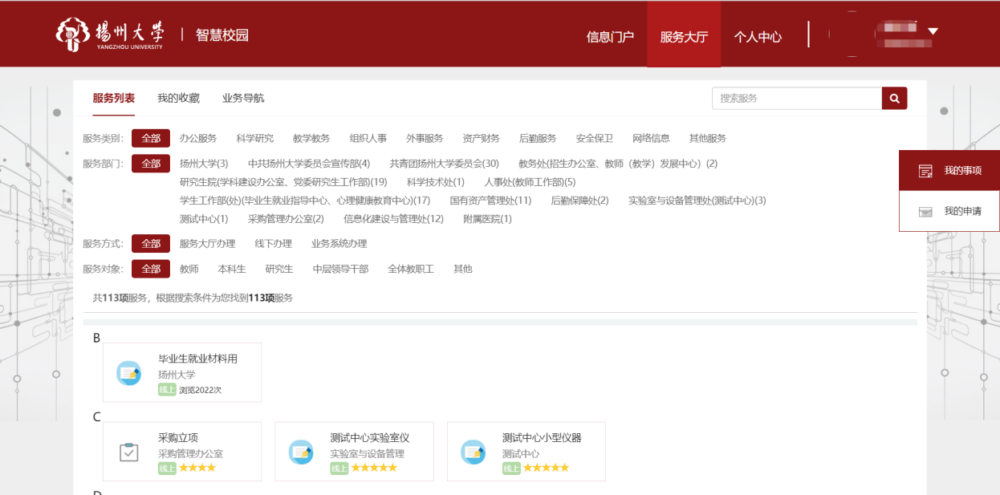 揚州大学 YANGZHOU UNIVERSITY | 智慧校园 信息门户 服务大厅 个人中心
服务列表 我的收藏 业务导航 搜索服务
服务类别: 全部 办公服务 科学研究 教学教务 组织人事 外事服务 资产财务 后勤服务 安全保卫 网络信息 其他服务
服务部门: 全部 扬州大学(3) 中共扬州大学委员会宣传部(4) 共青团扬州大学委员会(30) 教务处(招生办公室、教师（教学）发展中心）(2)
研究生院(学科建设办公室、党委研究生工作部)(19) 科学技术处(1) 人事处(教师工作部)(5)
学生工作部(处)(毕业生就业指导中心、心理健康教育中心)(17) 国有资产管理处(11) 后勤保障处(2) 实验室与设备管理处(测试中心)(3)
测试中心(1) 采购管理办公室(2) 信息化建设与管理处(12) 附属医院(1)
我的事项
我的申请
服务方式: 全部 服务大厅办理 线下办理 业务系统办理
服务对象: 全部 教师 本科生 研究生 中层领导干部 全体教职工 其他
共113项服务，根据搜索条件为您找到113项服务
B
毕业生就业材料用
扬州大学
线上 浏览2022次
C
采购立项
采购管理办公室
线上
测试中心实验室仪
实验室与设备管理
线上
测试中心小型仪器
测试中心
线上